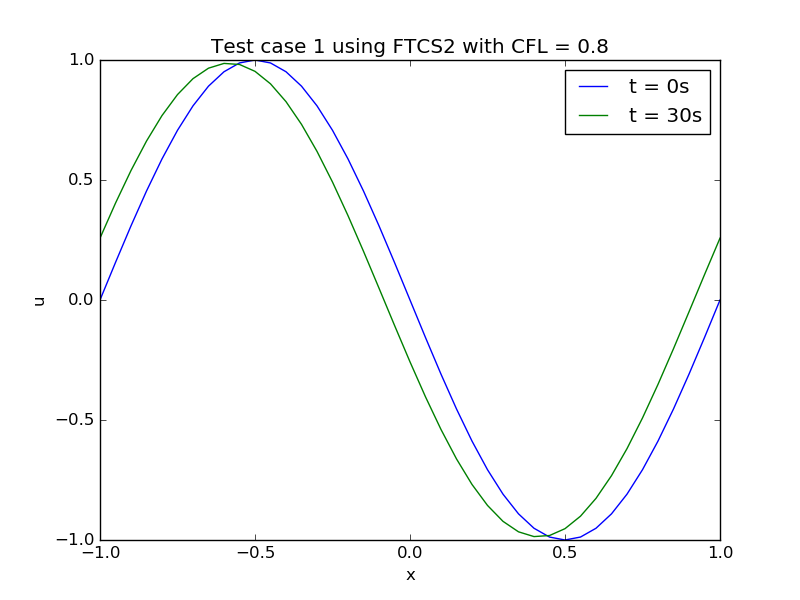 Test case 1 using FTCS2 with CFL = 0.8
t = 0s
t = 30s
1.0
0.5
0.0
−0.5
−1.0
u
−1.0 −0.5 0.0 0.5 1.0
x